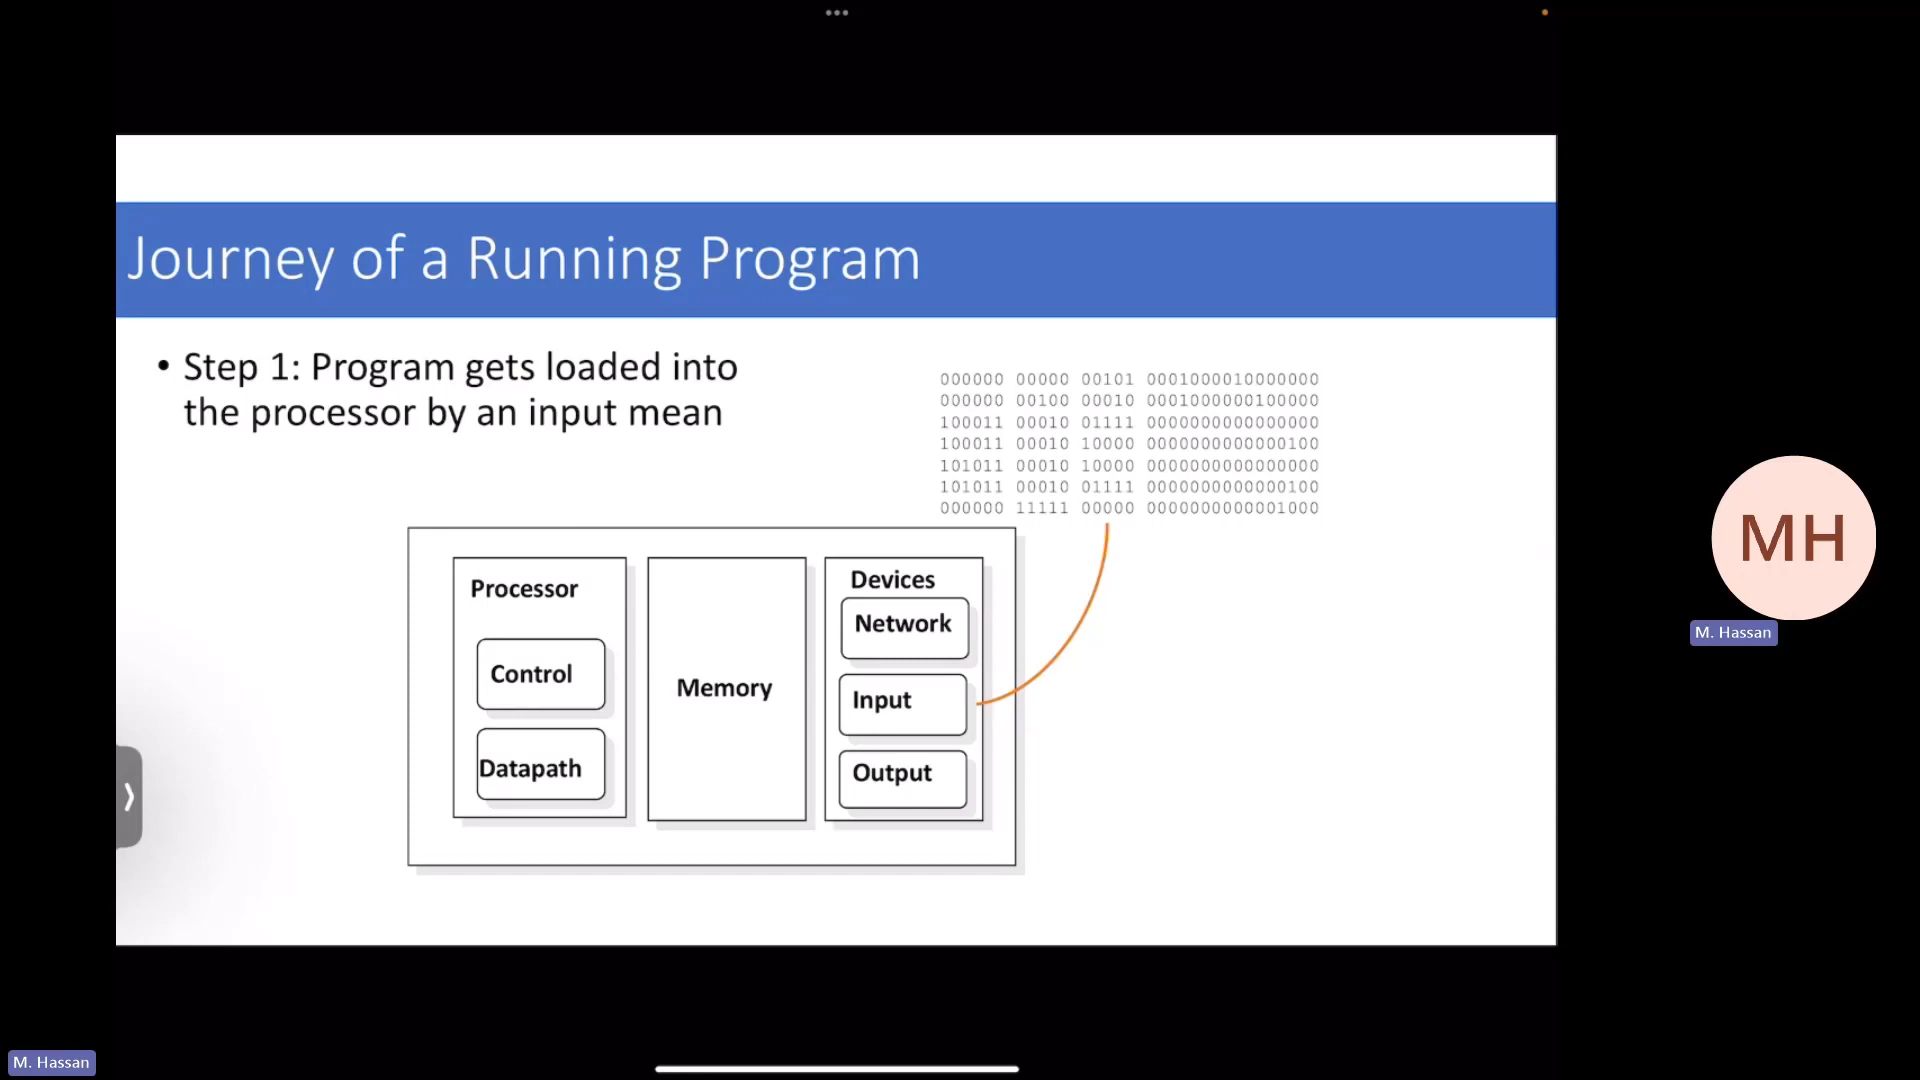 Journey of a Running Program
• Step 1: Program gets loaded into
the processor by an input mean
000000 00000 00101 0001000010000000
000000 00100 00010 0001000000100000
100011 00010 01111 0000000000000000
100011 00010 10000 0000000000000100
101011 00010 10000 0000000000000000
101011 00010 01111 0000000000000100
000000 11111 00000 0000000000001000
Processor
Control
Datapath
Memory
Devices
Network
Input
Output
MH
M. Hassan
M. Hassan